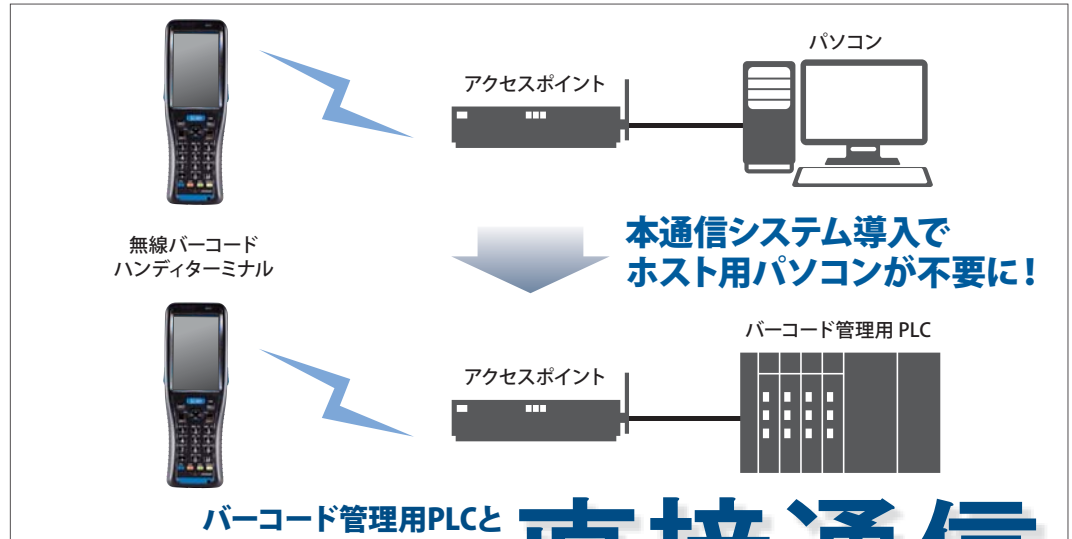 パソコン
アクセスポイント
無線バーコード
ハンディターミナル
本通信システム導入で
ホスト用パソコンが不要に！
バーコード管理用 PLC
アクセスポイント
バーコード管理用PLCと
直接通信